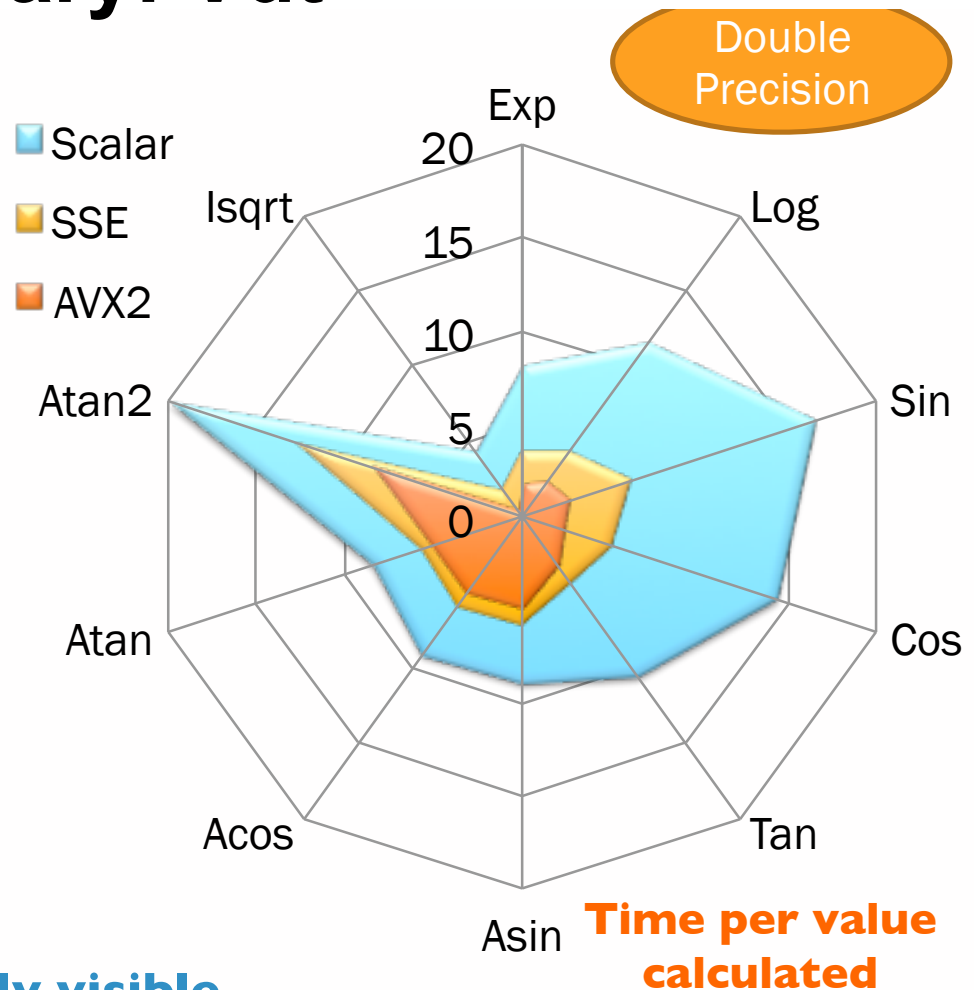 Double
Precision
Scalar
SSE
AVX2
Exp
Log
Sin
Cos
Tan
Asin
Acos
Atan
Atan2
Isqrt
20
15
10
5
0
Time per value
calculated
visible